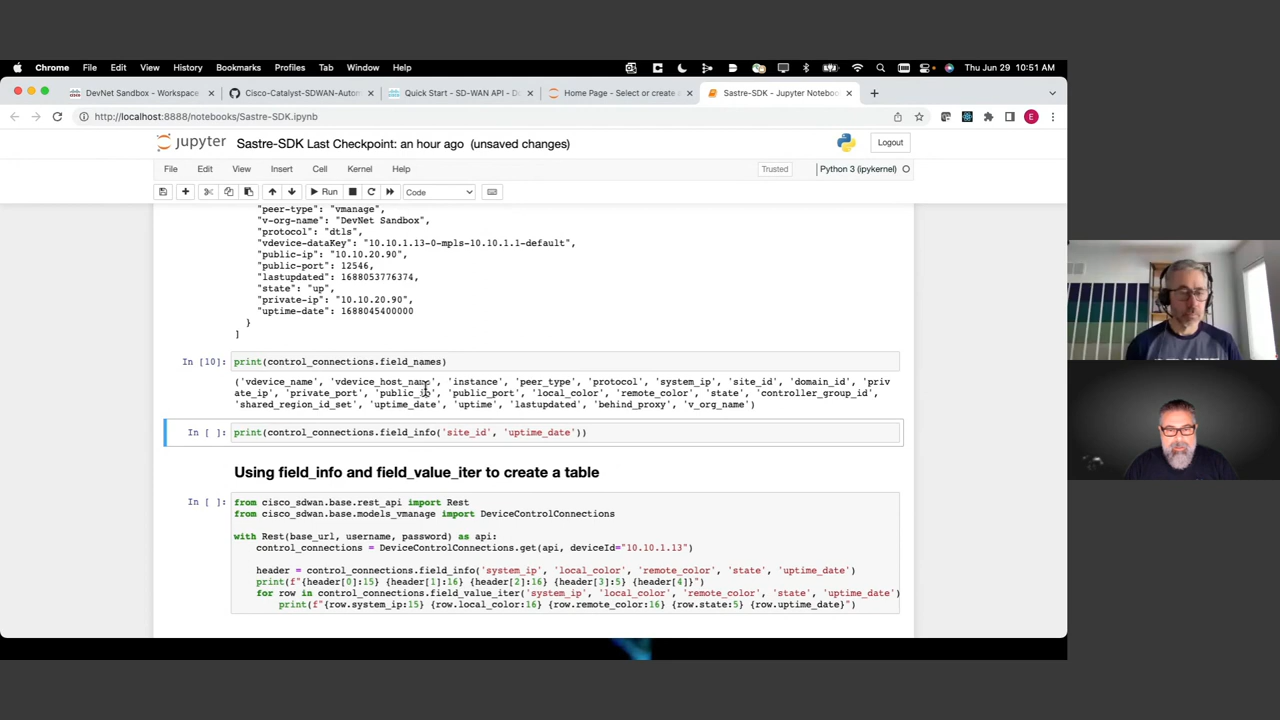 Chrome File Edit View History Bookmarks Profiles Tab Window Help Thu Jun 29 10:51 AM
DevNet Sandbox - Workspace Cisco-Catalyst-SDWAN-Autom Quick Start - SD-WAN API - D Home Page - Select or create a Sastre-SDK - Jupyter Notebook
http://localhost:8888/notebooks/Sastre-SDK.ipynb E
jupyter Sastre-SDK Last Checkpoint: an hour ago (unsaved changes) Logout
File Edit View Insert Cell Kernel Help Trusted Python 3 (ipykernel)
Run Code
"peer-type": "vmanage",
"v-org-name": "DevNet Sandbox",
"protocol": "dtls",
"vdevice-dataKey": "10.10.1.13-0-mpls-10.10.1.1-default",
"public-ip": "10.10.20.90",
"public-port": 12546,
"lastupdated": 1688053776374,
"state": "up",
"private-ip": "10.10.20.90",
"uptime-date": 1688045400000
}
]
In [10]: print(control_connections.field_names)
('vdevice_name', 'vdevice_host_name', 'instance', 'peer_type', 'protocol', 'system_ip', 'site_id', 'domain_id', 'priv
ate_ip', 'private_port', 'public_ip', 'public_port', 'local_color', 'remote_color', 'state', 'controller_group_id',
'shared_region_id_set', 'uptime_date', 'uptime', 'lastupdated', 'behind_proxy', 'v_org_name')
In [ ]: print(control_connections.field_info('site_id', 'uptime_date'))
Using field_info and field_value_iter to create a table
In [ ]: from cisco_sdwan.base.rest_api import Rest
from cisco_sdwan.base.models_vmanage import DeviceControlConnections
with Rest(base_url, username, password) as api:
control_connections = DeviceControlConnections.get(api, deviceId="10.10.1.13")
header = control_connections.field_info('system_ip', 'local_color', 'remote_color', 'state', 'uptime_date')
print(f"{header[0]:15} {header[1]:16} {header[2]:16} {header[3]:5} {header[4]}")
for row in control_connections.field_value_iter('system_ip', 'local_color', 'remote_color', 'state', 'uptime_date')
print(f"{row.system_ip:15} {row.local_color:16} {row.remote_color:16} {row.state:5} {row.uptime_date}")